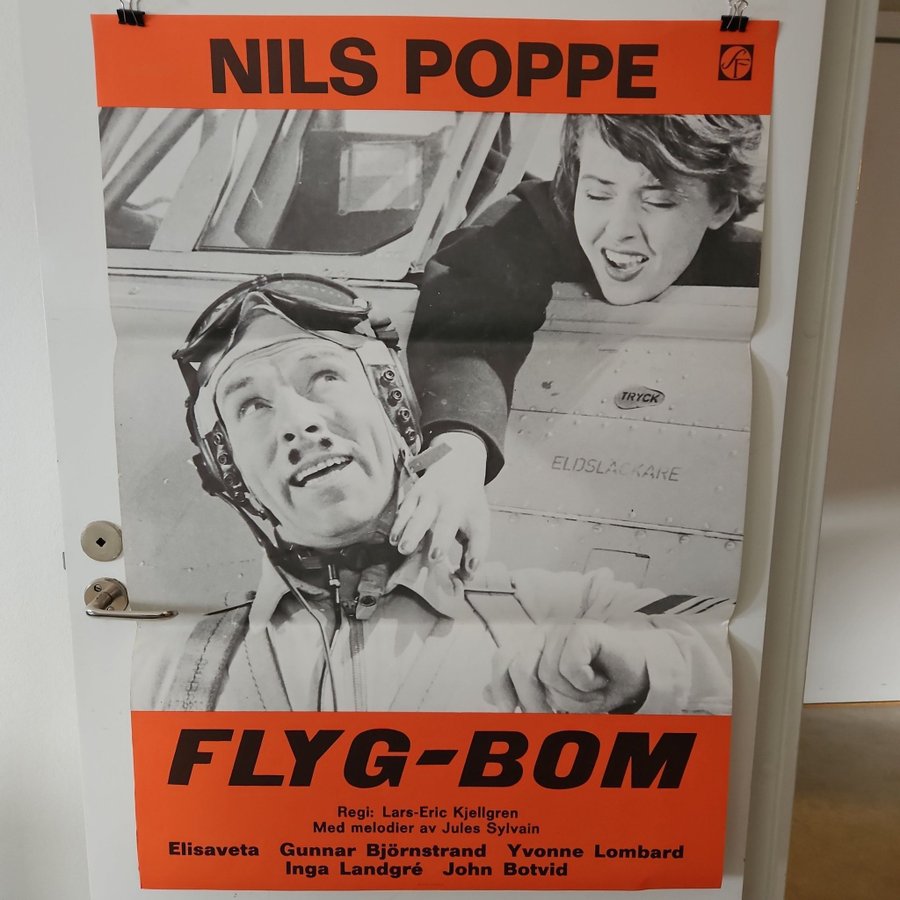 NILS POPPE
SF
TRYCK
ELDSLÄCKARE
FLYG-BOM
Regi: Lars-Eric Kjellgren
Med melodier av Jules Sylvain
Elisaveta Gunnar Björnstrand Yvonne Lombard
Inga Landgré John Botvid